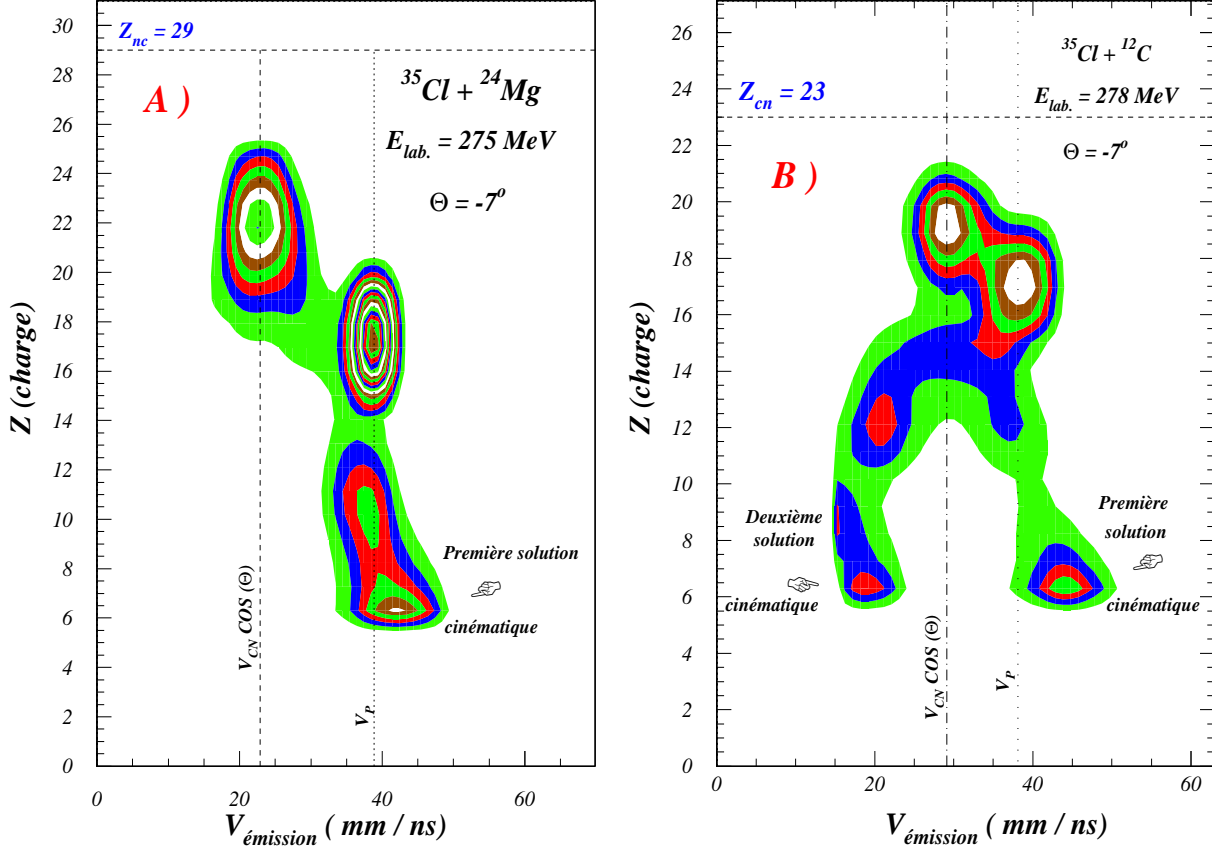 Z_nc = 29
A )
^35Cl + ^24Mg
E_lab. = 275 MeV
Θ = -7^o
Première solution
cinématique
V_CN COS (Θ)
V_P
Z (charge)
30
28
26
24
22
20
18
16
14
12
10
8
6
4
2
0
0 20 40 60
V_émission ( mm / ns)
^35Cl + ^12C
Z_cn = 23
E_lab. = 278 MeV
Θ = -7^o
B )
Deuxième
solution
cinématique
Première
solution
cinématique
V_CN COS (Θ)
V_P
Z (charge)
26
24
22
20
18
16
14
12
10
8
6
4
2
0
0 20 40 60
V_émission ( mm / ns)